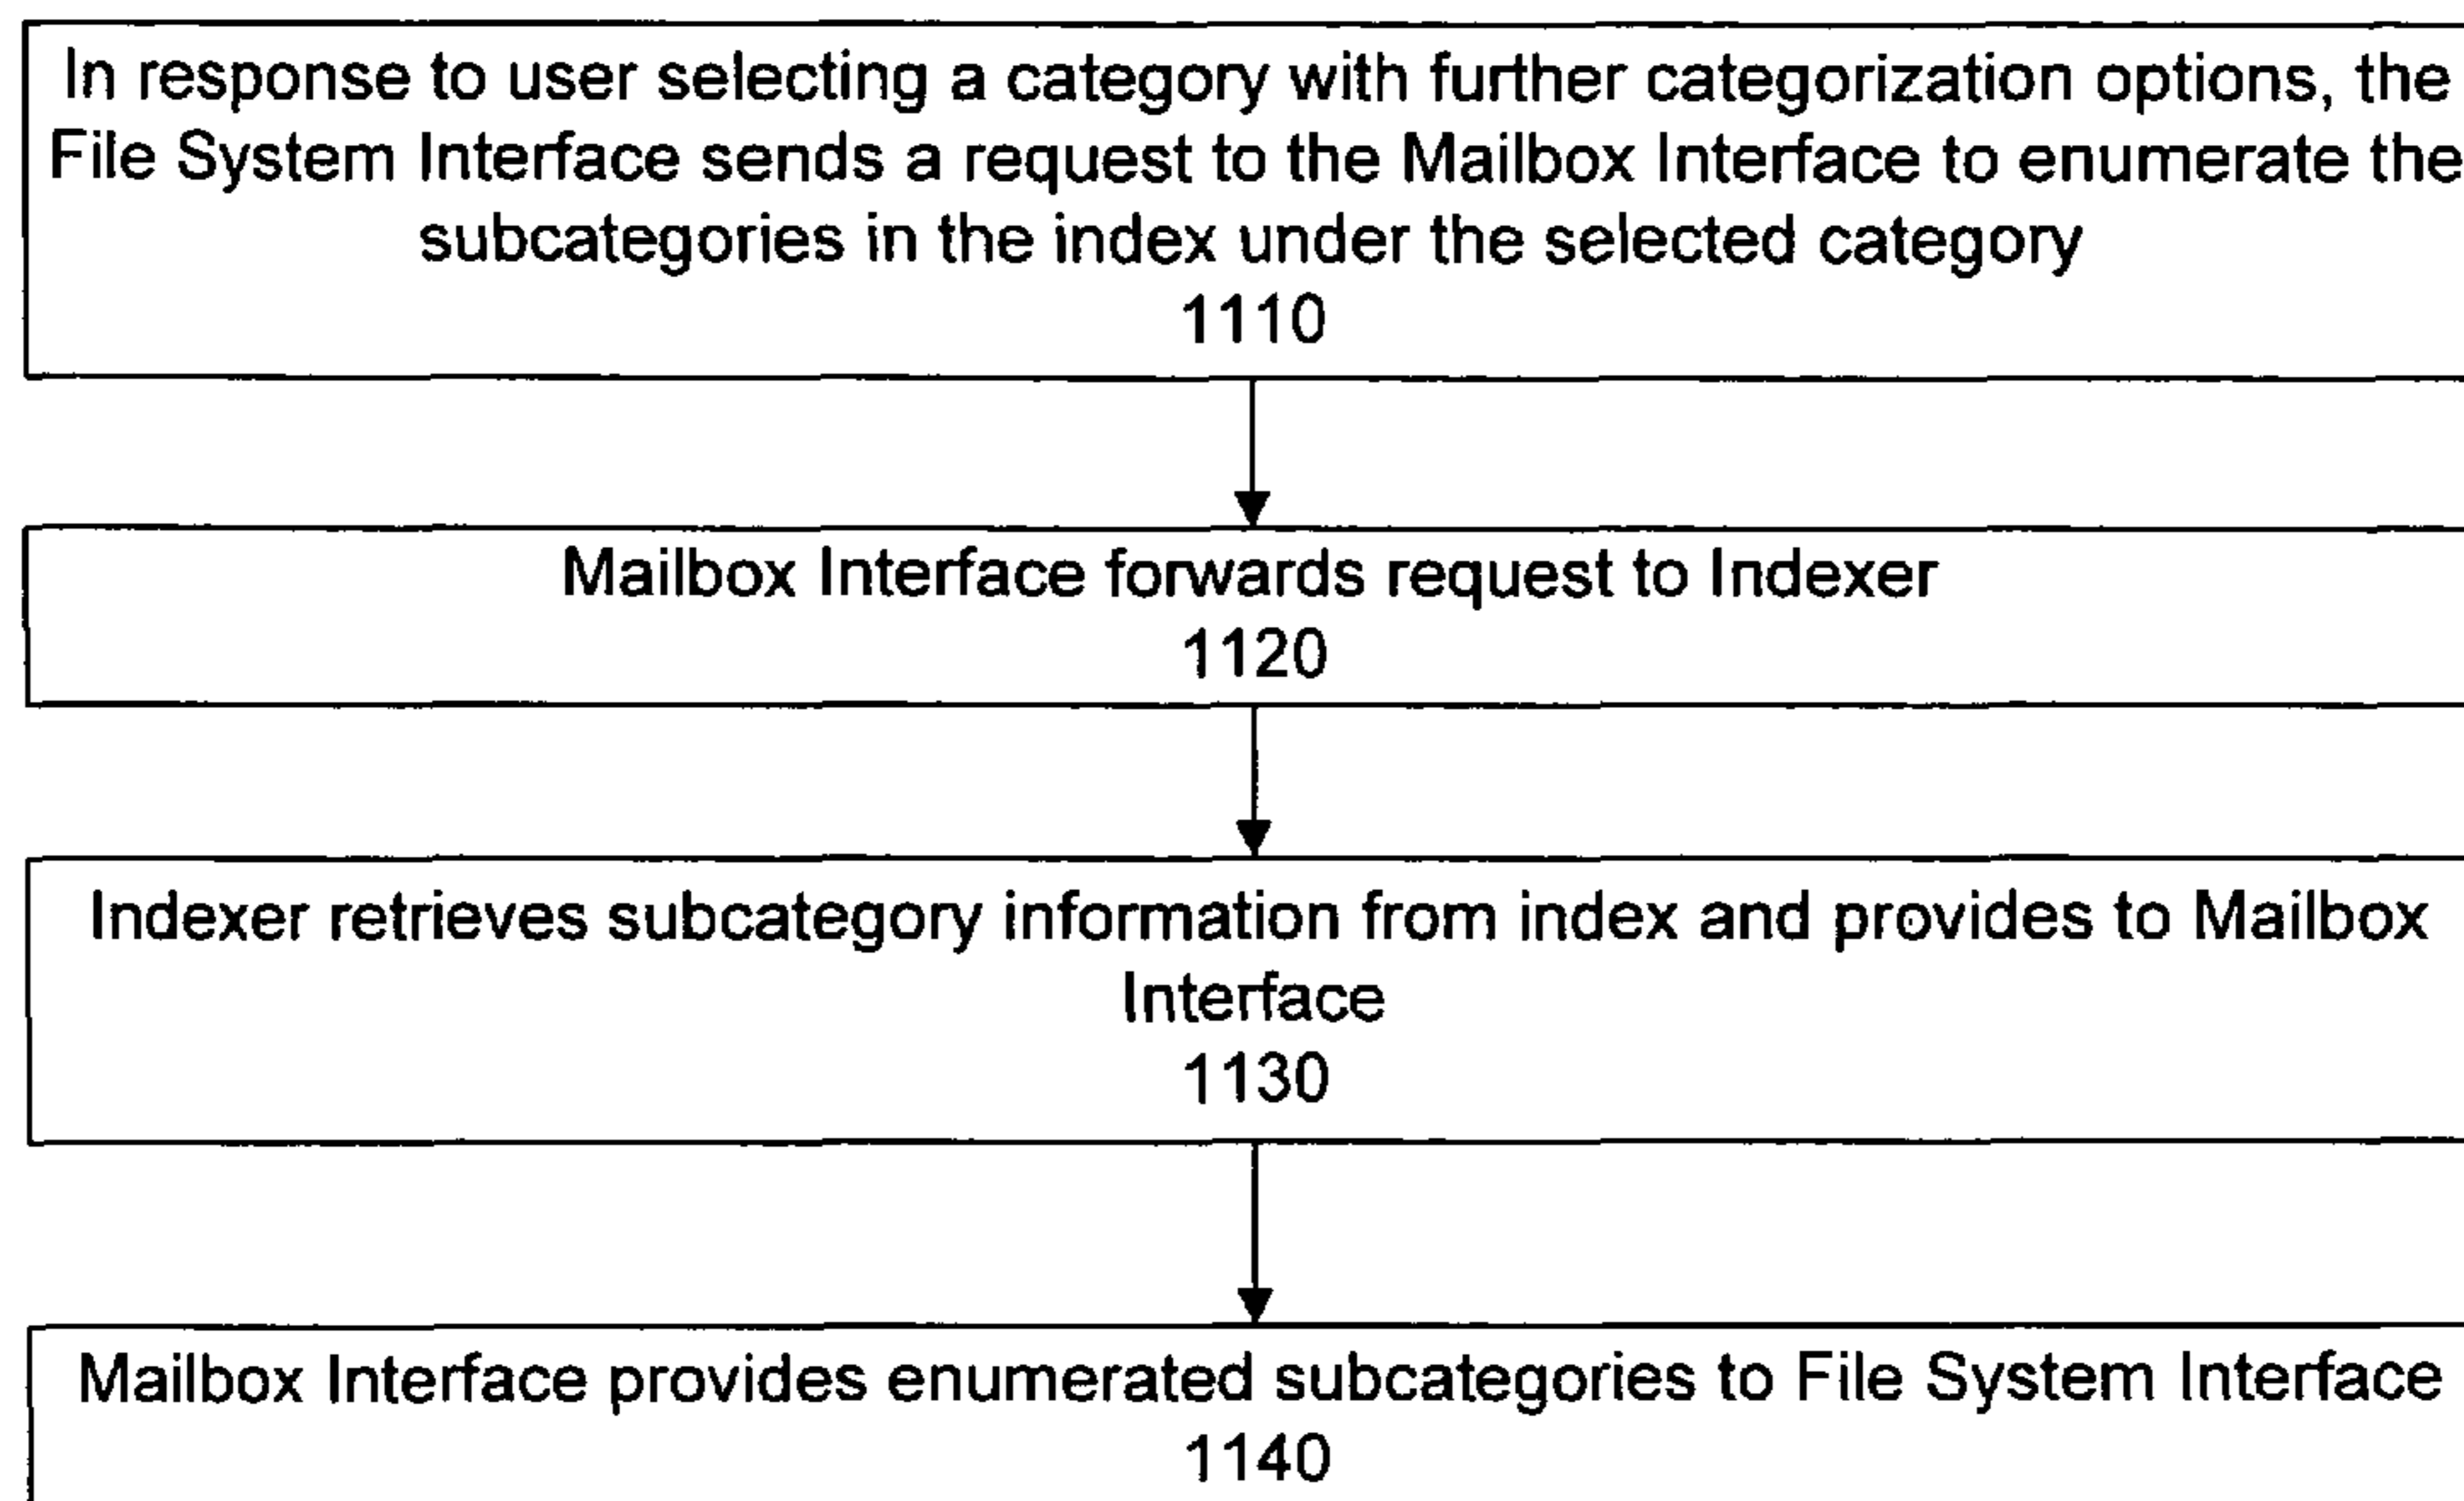 In response to user selecting a category with further categorization options, the
File System Interface sends a request to the Mailbox Interface to enumerate the
subcategories in the index under the selected category
1110
Mailbox Interface forwards request to Indexer
1120
Indexer retrieves subcategory information from index and provides to Mailbox
Interface
1130
Mailbox Interface provides enumerated subcategories to File System Interface
1140